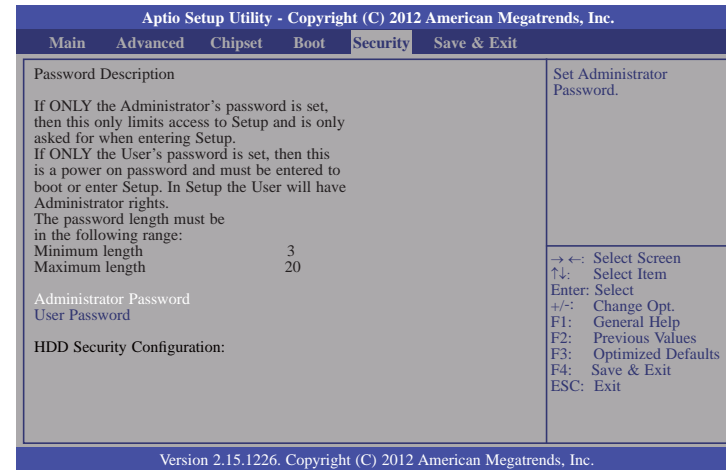 Aptio Setup Utility - Copyright (C) 2012 American Megatrends, Inc.
Main Advanced Chipset Boot Security Save & Exit
Password Description
If ONLY the Administrator's password is set,
then this only limits access to Setup and is only
asked for when entering Setup.
If ONLY the User's password is set, then this
is a power on password and must be entered to
boot or enter Setup. In Setup the User will have
Administrator rights.
The password length must be
in the following range:
Minimum length 3
Maximum length 20
Administrator Password
User Password
HDD Security Configuration:
Set Administrator
Password.
→ ←: Select Screen
↑↓: Select Item
Enter: Select
+/-: Change Opt.
F1: General Help
F2: Previous Values
F3: Optimized Defaults
F4: Save & Exit
ESC: Exit
Version 2.15.1226. Copyright (C) 2012 American Megatrends, Inc.